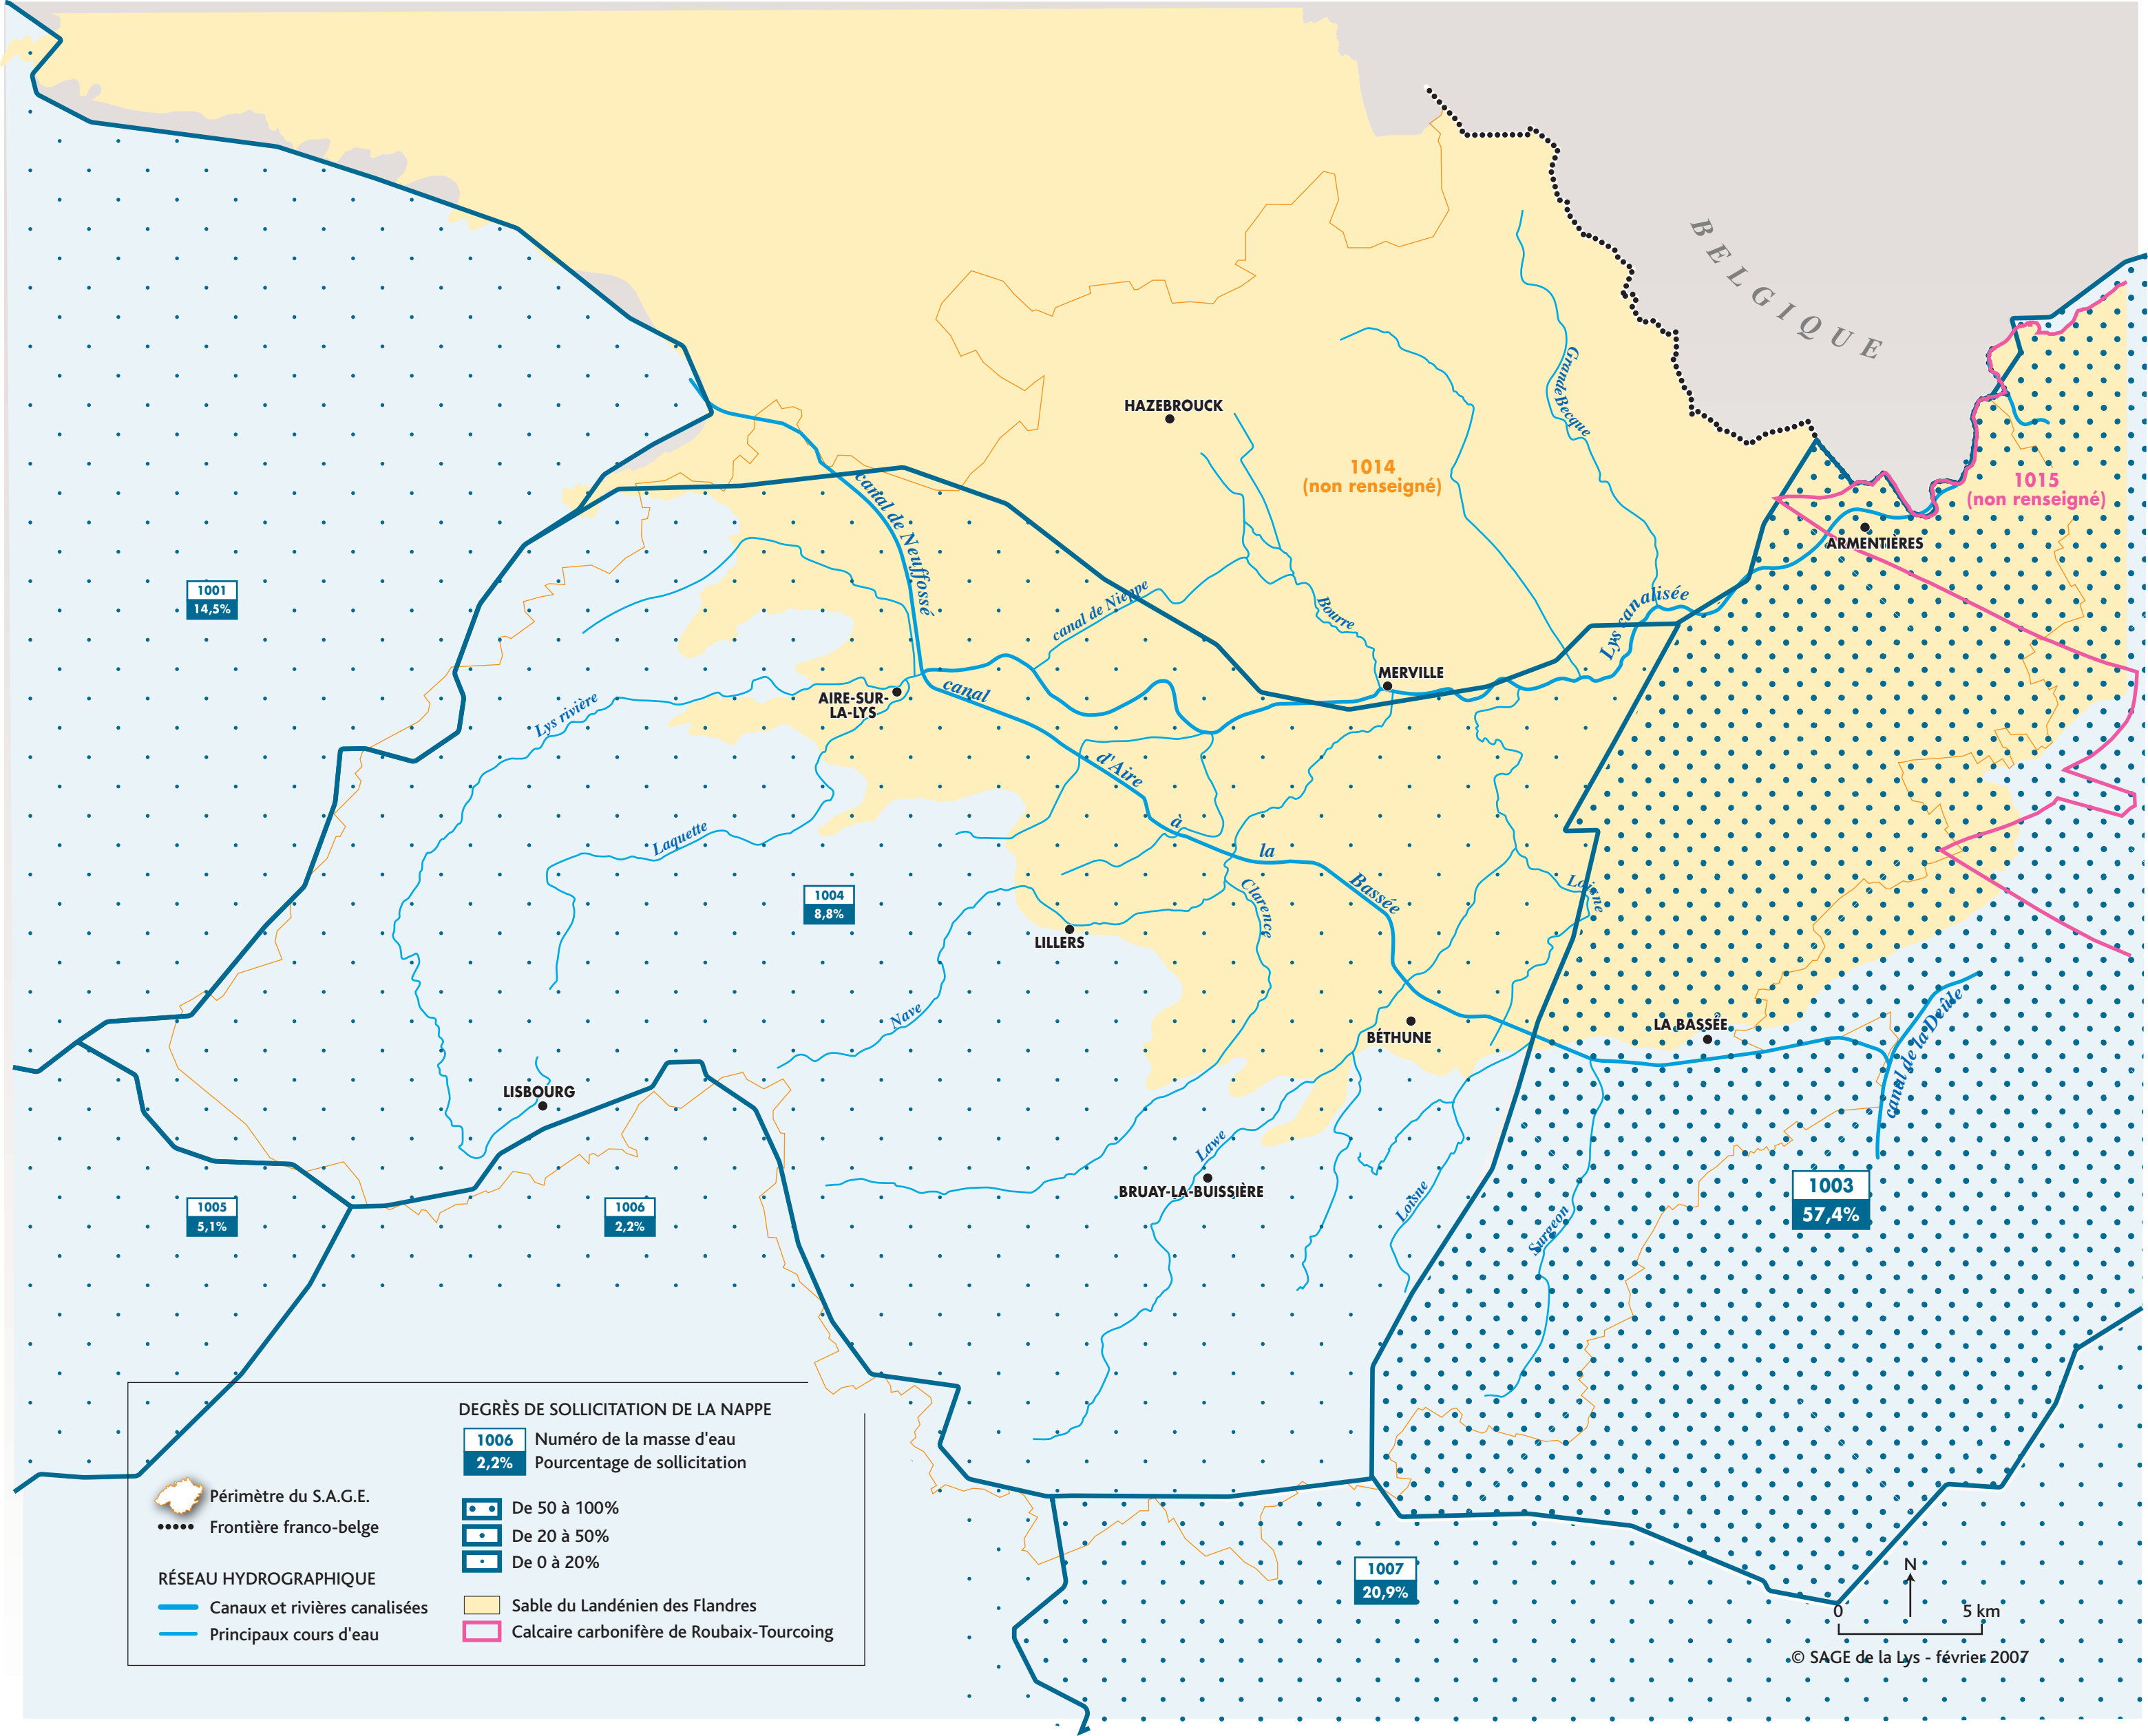 BELGIQUE
GrandeBecque
HAZEBROUCK
1014
(non renseigné)
1015
(non renseigné)
canal de Neuffossé
ARMENTIÈRES
1001
14,5%
canal de Nieppe
Bourre
Lys canalisée
MERVILLE
AIRE-SUR-
LA-LYS
canal
d'Aire
à
la
Bassée
Lys rivière
Laquette
1004
8,8%
Loisne
Clarence
LILLERS
Nave
BÉTHUNE
LA BASSÉE
canal de la Deûle
LISBOURG
Lawe
BRUAY-LA-BUISSIÈRE
Loisne
Surgeon
1003
57,4%
1005
5,1%
1006
2,2%
1007
20,9%
DEGRÈS DE SOLLICITATION DE LA NAPPE
1006
2,2%
Numéro de la masse d'eau
Pourcentage de sollicitation
Périmètre du S.A.G.E.
Frontière franco-belge
De 50 à 100%
De 20 à 50%
De 0 à 20%
RÉSEAU HYDROGRAPHIQUE
Canaux et rivières canalisées
Principaux cours d'eau
Sable du Landénien des Flandres
Calcaire carbonifère de Roubaix-Tourcoing
N
0 5 km
© SAGE de la Lys - février 2007